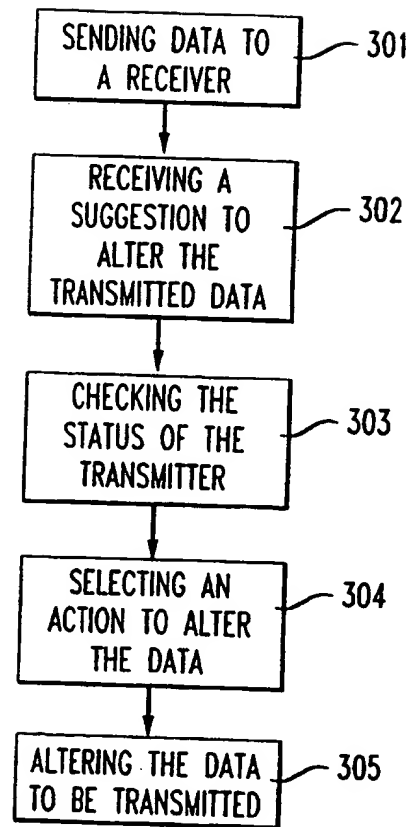 SENDING DATA TO
A RECEIVER
301
RECEIVING A
SUGGESTION TO
ALTER THE
TRANSMITTED DATA
302
CHECKING THE
STATUS OF THE
TRANSMITTER
303
SELECTING AN
ACTION TO ALTER
THE DATA
304
ALTERING THE DATA
TO BE TRANSMITTED
305